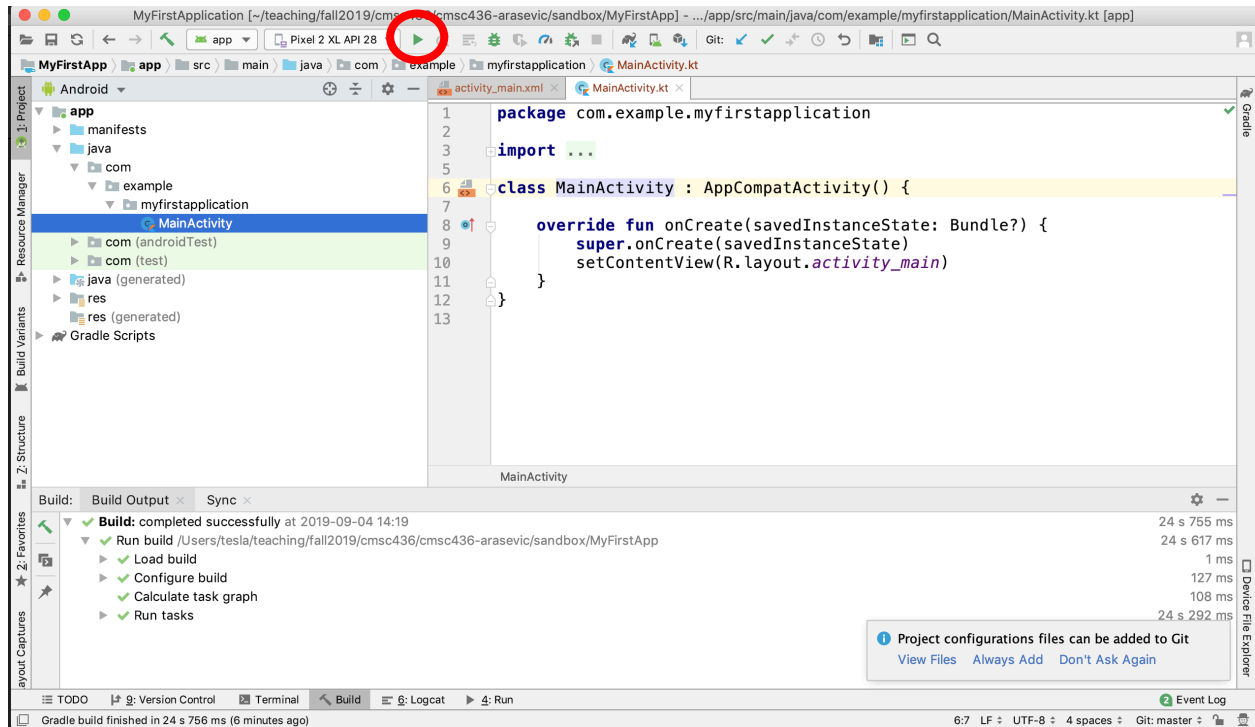 MyFirstApplication [~/teaching/fall2019/cmsc436/cmsc436-arasevic/sandbox/MyFirstApp] - .../app/src/main/java/com/example/myfirstapplication/MainActivity.kt [app]
app Pixel 2 XL API 28 Git:
MyFirstApp app src main java com example myfirstapplication MainActivity.kt
1: Project
Resource Manager
Build Variants
Z: Structure
2: Favorites
ayout Captures
Android
app
manifests
java
com
example
myfirstapplication
MainActivity
com (androidTest)
com (test)
java (generated)
res
res (generated)
Gradle Scripts
activity_main.xml MainActivity.kt
1 package com.example.myfirstapplication
2
3 import ...
5
6 class MainActivity : AppCompatActivity() {
7
8 override fun onCreate(savedInstanceState: Bundle?) {
9 super.onCreate(savedInstanceState)
10 setContentView(R.layout.activity_main)
11 }
12 }
13
MainActivity
Gradle
Device File Explorer
Build: Build Output Sync
Build: completed successfully at 2019-09-04 14:19 24 s 755 ms
Run build /Users/tesla/teaching/fall2019/cmsc436/cmsc436-arasevic/sandbox/MyFirstApp 24 s 617 ms
Load build 1 ms
Configure build 127 ms
Calculate task graph 108 ms
Run tasks 24 s 292 ms
Project configurations files can be added to Git
View Files Always Add Don't Ask Again
TODO 9: Version Control Terminal Build 6: Logcat 4: Run 2 Event Log
Gradle build finished in 24 s 756 ms (6 minutes ago) 6:7 LF UTF-8 4 spaces Git: master